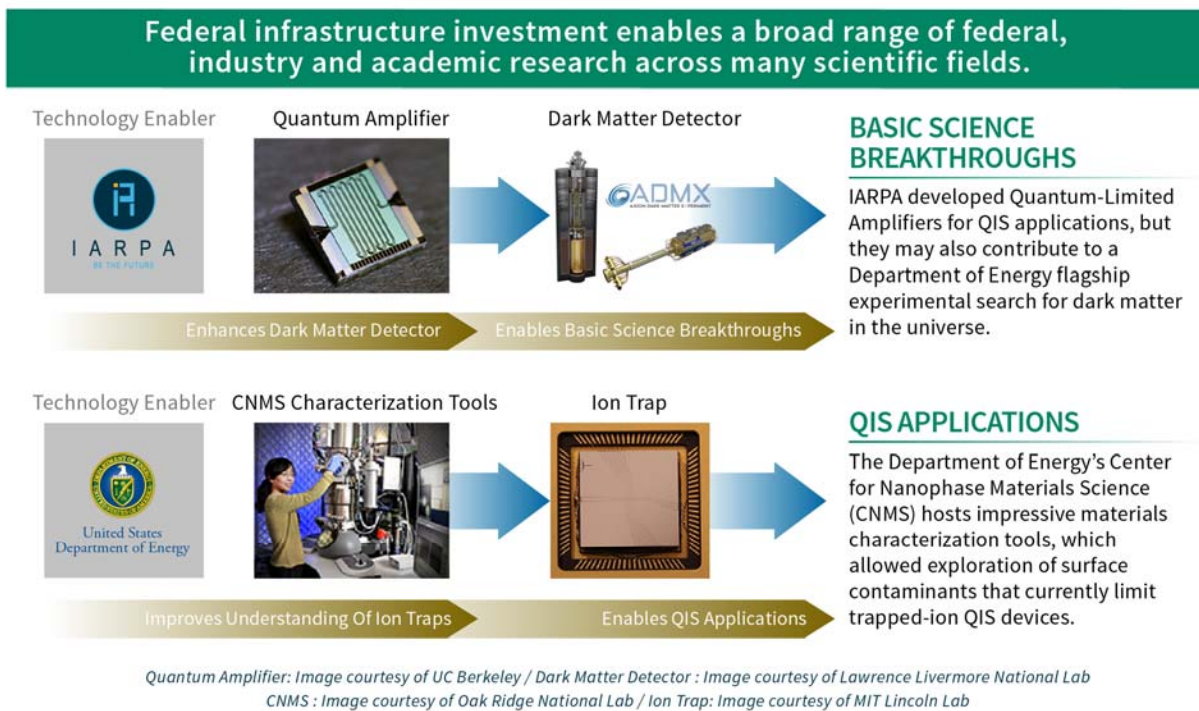 Federal infrastructure investment enables a broad range of federal,
industry and academic research across many scientific fields.
Technology Enabler
Quantum Amplifier
Dark Matter Detector
IARPA
BE THE FUTURE
ADMX
AXION DARK MATTER EXPERIMENT
Enhances Dark Matter Detector
Enables Basic Science Breakthroughs
BASIC SCIENCE
BREAKTHROUGHS
IARPA developed Quantum-Limited
Amplifiers for QIS applications, but
they may also contribute to a
Department of Energy flagship
experimental search for dark matter
in the universe.
Technology Enabler
CNMS Characterization Tools
Ion Trap
United States
Department of Energy
Improves Understanding Of Ion Traps
Enables QIS Applications
QIS APPLICATIONS
The Department of Energy's Center
for Nanophase Materials Science
(CNMS) hosts impressive materials
characterization tools, which
allowed exploration of surface
contaminants that currently limit
trapped-ion QIS devices.
Quantum Amplifier: Image courtesy of UC Berkeley / Dark Matter Detector : Image courtesy of Lawrence Livermore National Lab
CNMS : Image courtesy of Oak Ridge National Lab / Ion Trap: Image courtesy of MIT Lincoln Lab